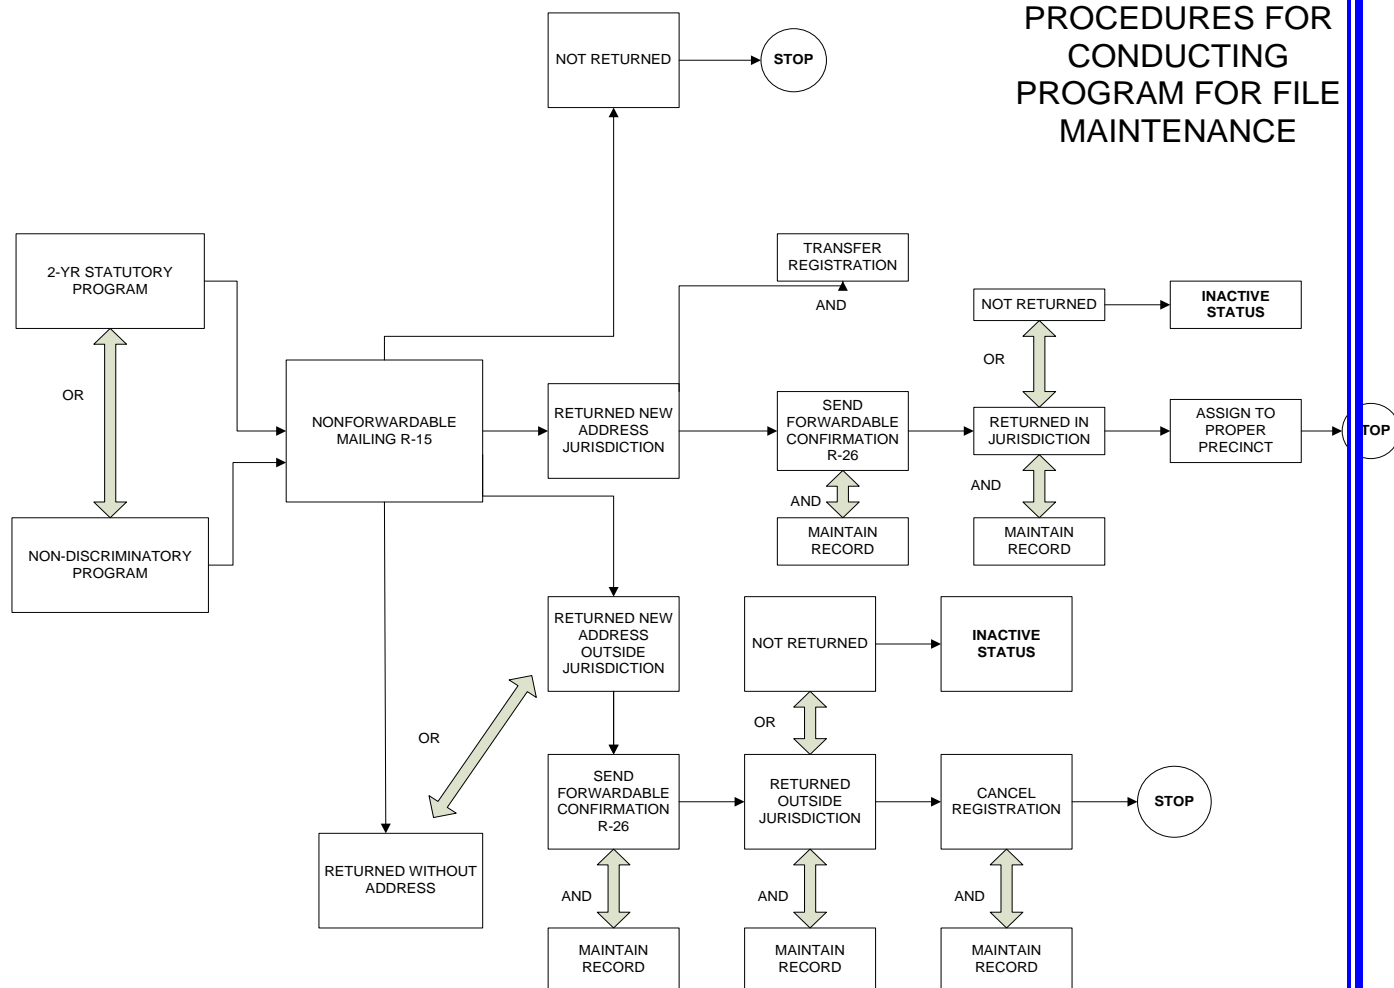 PROCEDURES FOR
CONDUCTING
PROGRAM FOR FILE
MAINTENANCE
NOT RETURNED
STOP
2-YR STATUTORY
PROGRAM
OR
NON-DISCRIMINATORY
PROGRAM
NONFORWARDABLE
MAILING R-15
TRANSFER
REGISTRATION
AND
RETURNED NEW
ADDRESS
JURISDICTION
SEND
FORWARDABLE
CONFIRMATION
R-26
AND
MAINTAIN
RECORD
NOT RETURNED
INACTIVE
STATUS
OR
RETURNED IN
JURISDICTION
AND
MAINTAIN
RECORD
ASSIGN TO
PROPER
PRECINCT
TOP
RETURNED NEW
ADDRESS
OUTSIDE
JURISDICTION
OR
RETURNED WITHOUT
ADDRESS
SEND
FORWARDABLE
CONFIRMATION
R-26
AND
MAINTAIN
RECORD
NOT RETURNED
INACTIVE
STATUS
OR
RETURNED
OUTSIDE
JURISDICTION
AND
MAINTAIN
RECORD
CANCEL
REGISTRATION
STOP
AND
MAINTAIN
RECORD